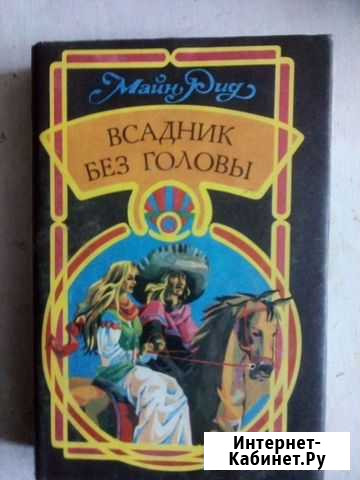 Майн Рид
ВСАДНИК
БЕЗ ГОЛОВЫ
Интернет-
Кабинет.Ру